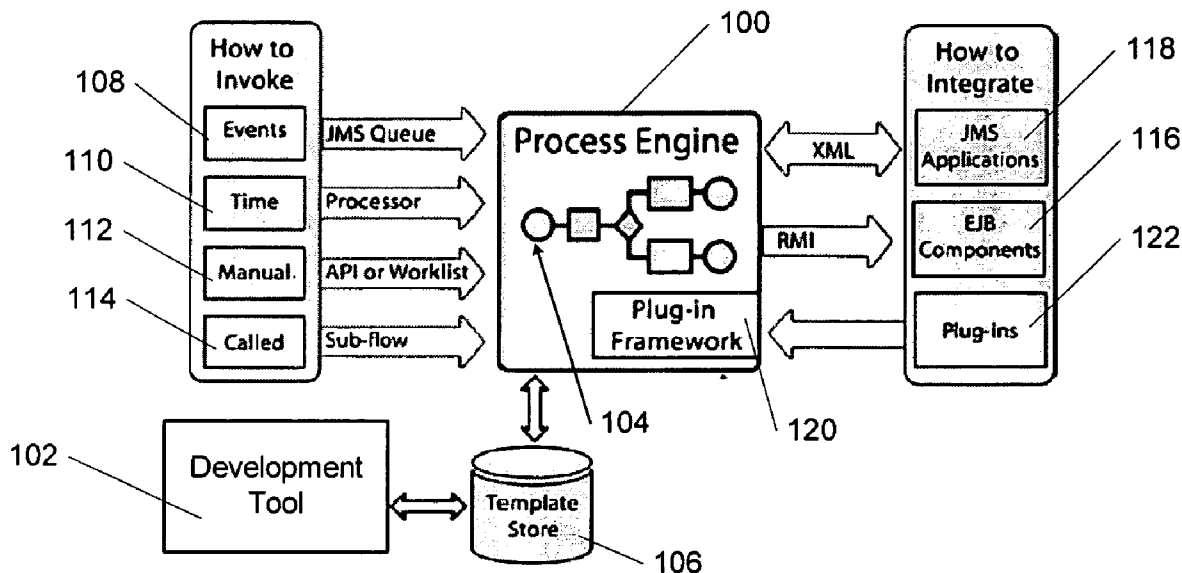 100
How to
Invoke
108
Events
JMS Queue
110
Time
Processor
112
Manual.
API or Worklist
114
Called
Sub-flow
Process Engine
Plug-in
Framework
XML
RMI
How to
Integrate
118
JMS
Applications
116
EJB
Components
122
Plug-ins
104
120
102
Development
Tool
Template
Store
106